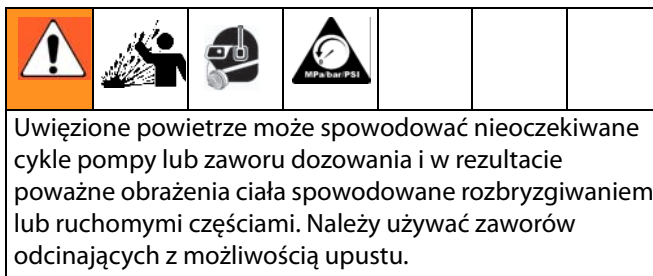 MPa/bar/PSI
Uwięzione powietrze może spowodować nieoczekiwane
cykle pompy lub zaworu dozowania i w rezultacie
poważne obrażenia ciała spowodowane rozbryzgiwaniem
lub ruchomymi częściami. Należy używać zaworów
odcinających z możliwością upustu.